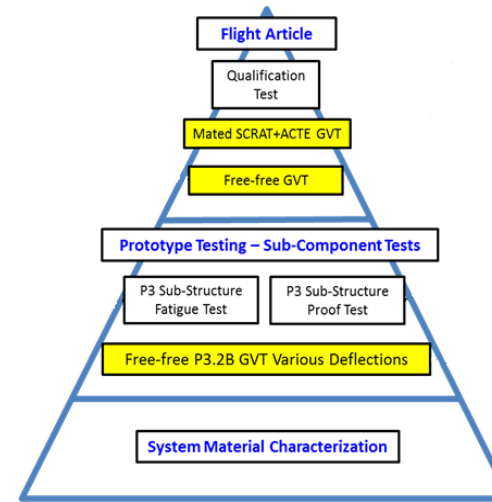 Flight Article
Qualification
Test
Mated SCRAT+ACTE GVT
Free-free GVT
Prototype Testing – Sub-Component Tests
P3 Sub-Structure
Fatigue Test
P3 Sub-Structure
Proof Test
Free-free P3.2B GVT Various Deflections
System Material Characterization